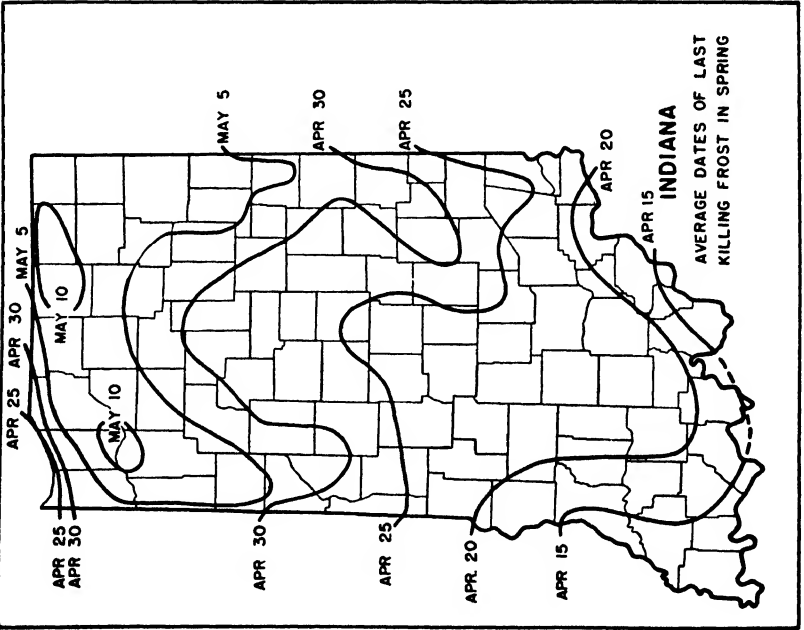 MAY 5
APR 30
APR 25
MAY 10
MAY 10
APR 25
APR 30
MAY 5
APR 30
APR 25
APR 30
APR 25
APR. 20
APR 15
APR 20
APR 15
INDIANA
AVERAGE DATES OF LAST
KILLING FROST IN SPRING